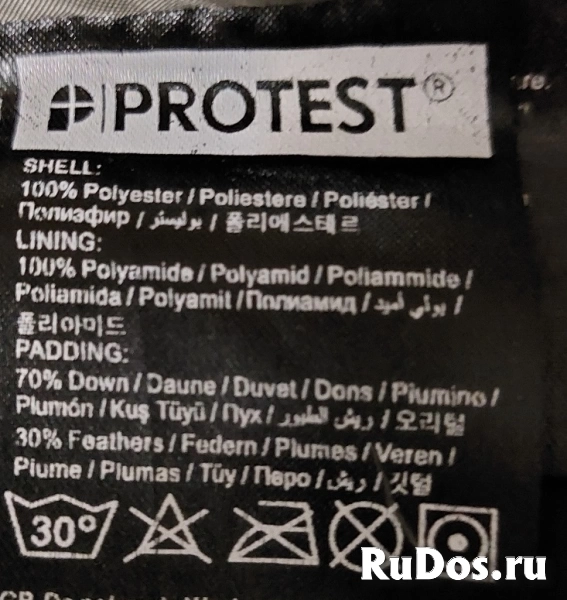 PROTEST®
SHELL:
100% Polyester / Poliestere / Poliéster /
Полиэфир / بوليستر / 폴리에스테르
LINING:
100% Polyamide / Polyamid / Poliammide /
Poliamida / Polyamit / Полиамид / بولي أميد /
폴리아미드
PADDING:
70% Down / Daune / Duvet / Dons / Piumino /
Plumón / Kuş Tüyü / Пух / ريش الطيور / 오리털
30% Feathers / Federn / Plumes / Veren /
Piume / Plumas / Tüy / Перо / ريش / 깃털
30°
RuDos.ru